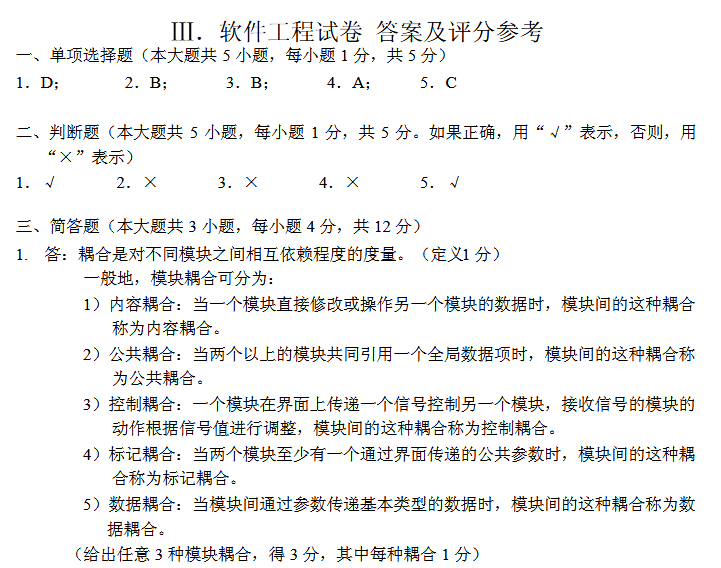 Ⅲ．软件工程试卷 答案及评分参考
一、单项选择题（本大题共 5 小题，每小题 1 分，共 5 分）
1．D； 2．B； 3．B； 4．A； 5．C
二、判断题（本大题共 5 小题，每小题 1 分，共 5 分。如果正确，用“√”表示，否则，用
“×”表示）
1．√ 2．× 3．× 4．× 5．√
三、简答题（本大题共 3 小题，每小题 4 分，共 12 分）
1. 答：耦合是对不同模块之间相互依赖程度的度量。（定义1 分）
一般地，模块耦合可分为：
1）内容耦合：当一个模块直接修改或操作另一个模块的数据时，模块间的这种耦合
称为内容耦合。
2）公共耦合：当两个以上的模块共同引用一个全局数据项时，模块间的这种耦合称
为公共耦合。
3）控制耦合：一个模块在界面上传递一个信号控制另一个模块，接收信号的模块的
动作根据信号值进行调整，模块间的这种耦合称为控制耦合。
4）标记耦合：当两个模块至少有一个通过界面传递的公共参数时，模块间的这种耦
合称为标记耦合。
5）数据耦合：当模块间通过参数传递基本类型的数据时，模块间的这种耦合称为数
据耦合。
（给出任意 3 种模块耦合，得 3 分，其中每种耦合 1 分）